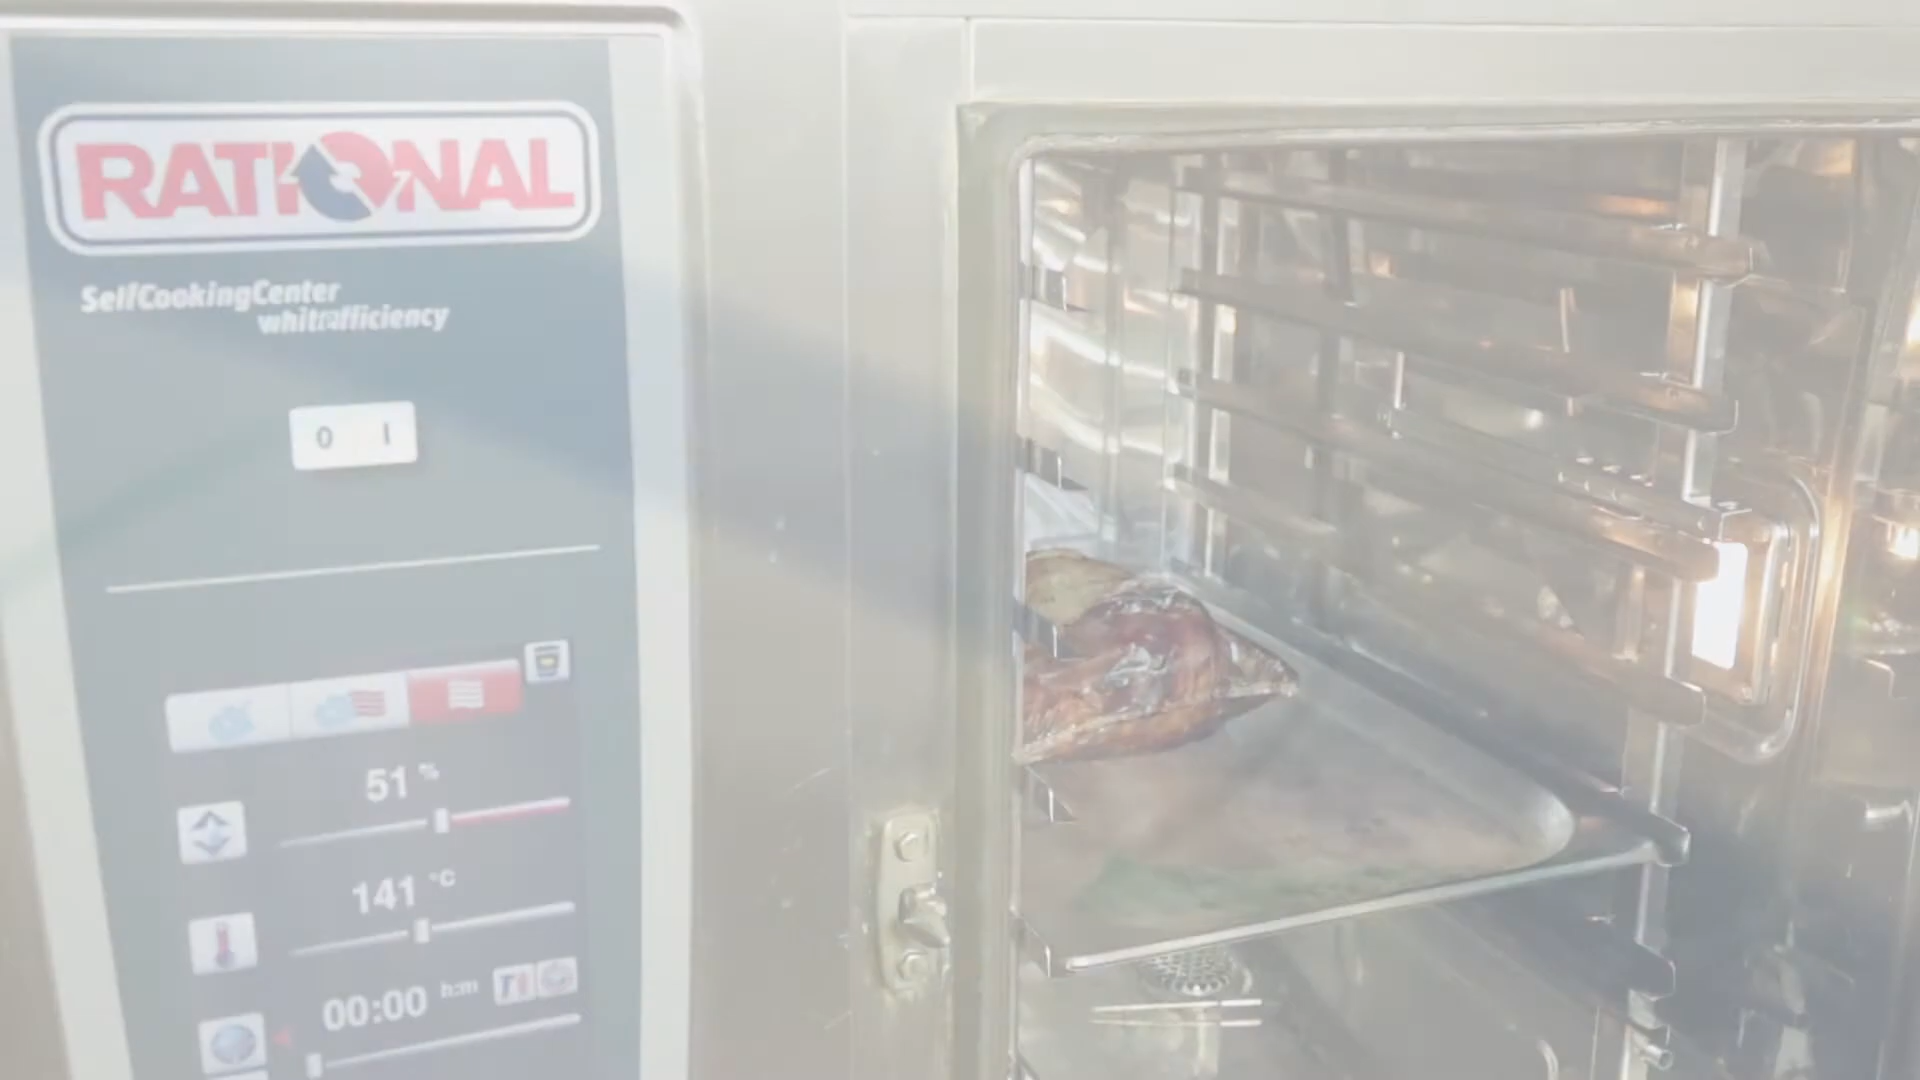 RATIONAL
SelfCookingCenter
whitefficiency
0 I
51 %
141 °C
00:00 h:m